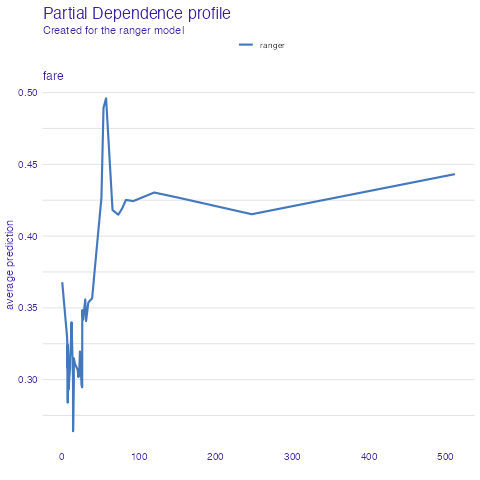 Partial Dependence profile
Created for the ranger model
ranger
fare
0.50
0.45
0.40
0.35
0.30
average prediction
0 100 200 300 400 500